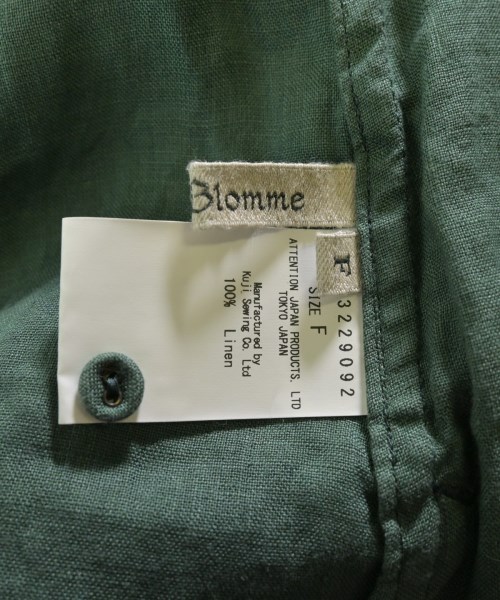 Blomme
F
3229092
SIZE F
ATTENTION JAPAN PRODUCTS. LTD
TOKYO JAPAN
Manufactured by
Kuji Sewing Co. Ltd
100% Linen